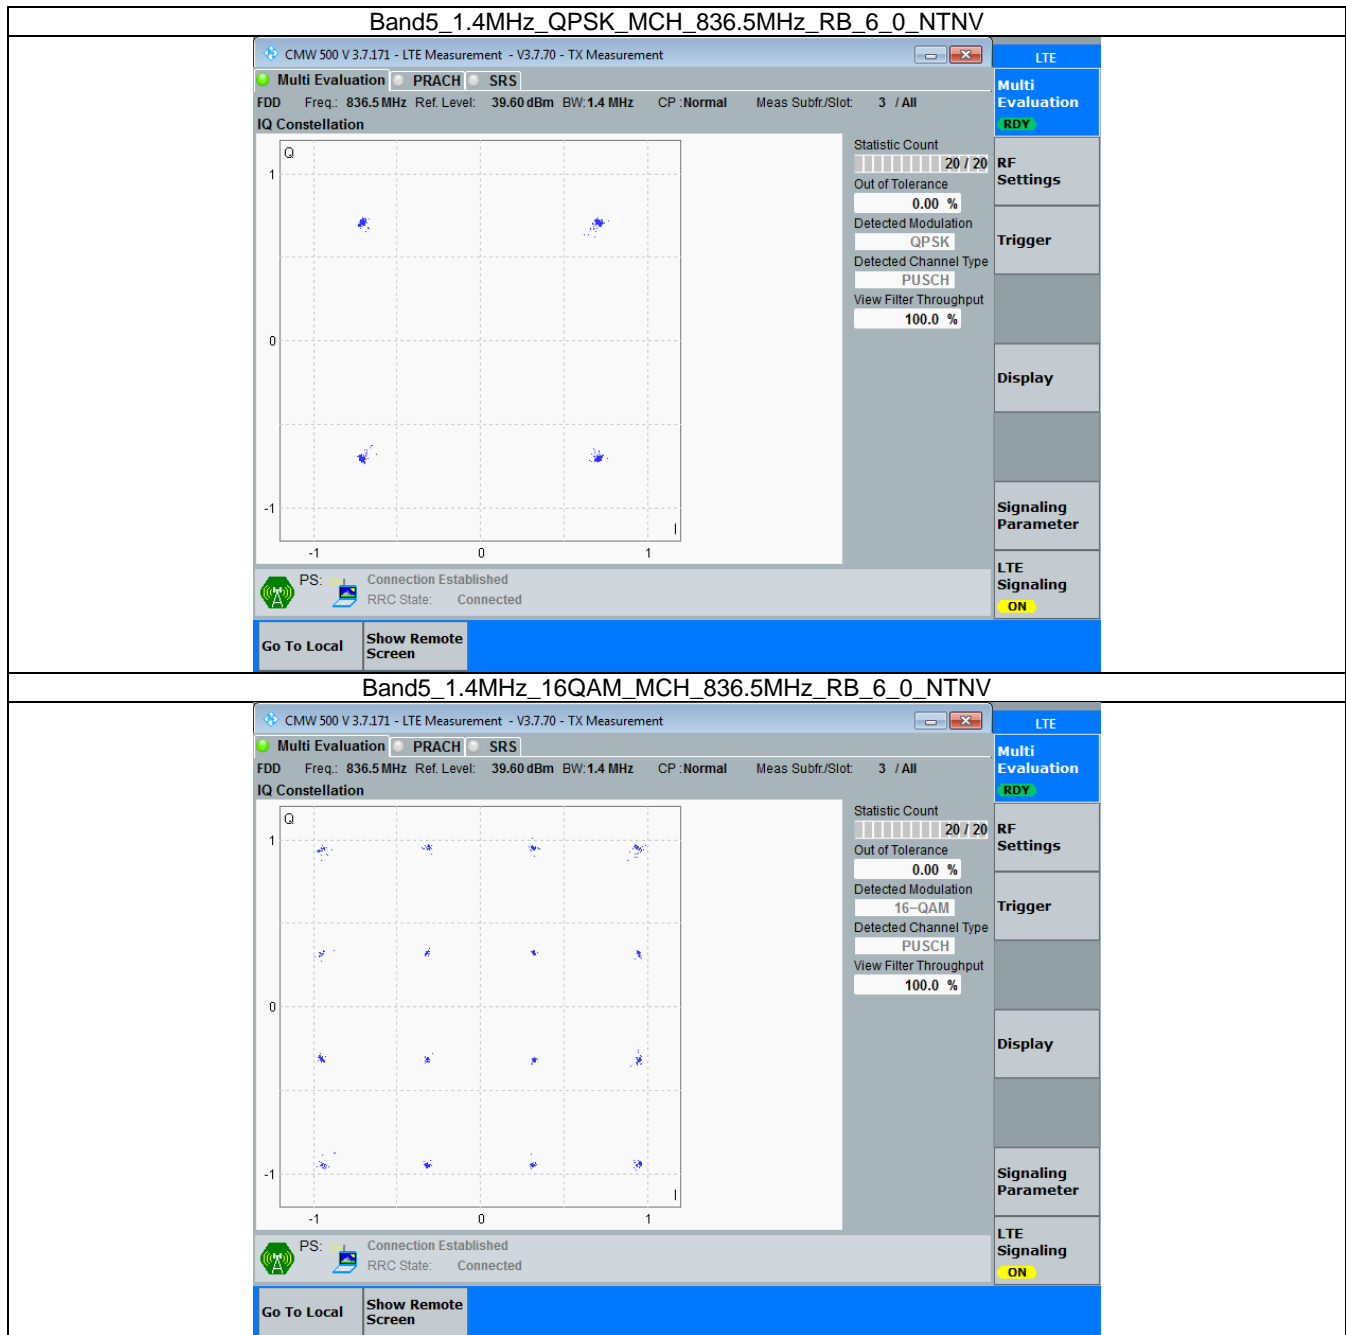 Band5_1.4MHz_QPSK_MCH_836.5MHz_RB_6_0_NTNV
CMW 500 V 3.7.171 - LTE Measurement - V3.7.70 - TX Measurement
LTE
Multi Evaluation PRACH SRS
Multi
Evaluation
RDY
FDD Freq.: 836.5 MHz Ref. Level: 39.60 dBm BW: 1.4 MHz CP : Normal Meas Subfr./Slot: 3 / All
IQ Constellation
Q
1
0
-1
-1 0 1
I
Statistic Count
20 / 20
Out of Tolerance
0.00 %
Detected Modulation
QPSK
Detected Channel Type
PUSCH
View Filter Throughput
100.0 %
RF
Settings
Trigger
Display
Signaling
Parameter
LTE
Signaling
ON
PS: Connection Established
RRC State: Connected
Go To Local
Show Remote
Screen
Band5_1.4MHz_16QAM_MCH_836.5MHz_RB_6_0_NTNV
CMW 500 V 3.7.171 - LTE Measurement - V3.7.70 - TX Measurement
LTE
Multi Evaluation PRACH SRS
Multi
Evaluation
RDY
FDD Freq.: 836.5 MHz Ref. Level: 39.60 dBm BW: 1.4 MHz CP : Normal Meas Subfr./Slot: 3 / All
IQ Constellation
Q
1
0
-1
-1 0 1
I
Statistic Count
20 / 20
Out of Tolerance
0.00 %
Detected Modulation
16-QAM
Detected Channel Type
PUSCH
View Filter Throughput
100.0 %
RF
Settings
Trigger
Display
Signaling
Parameter
LTE
Signaling
ON
PS: Connection Established
RRC State: Connected
Go To Local
Show Remote
Screen